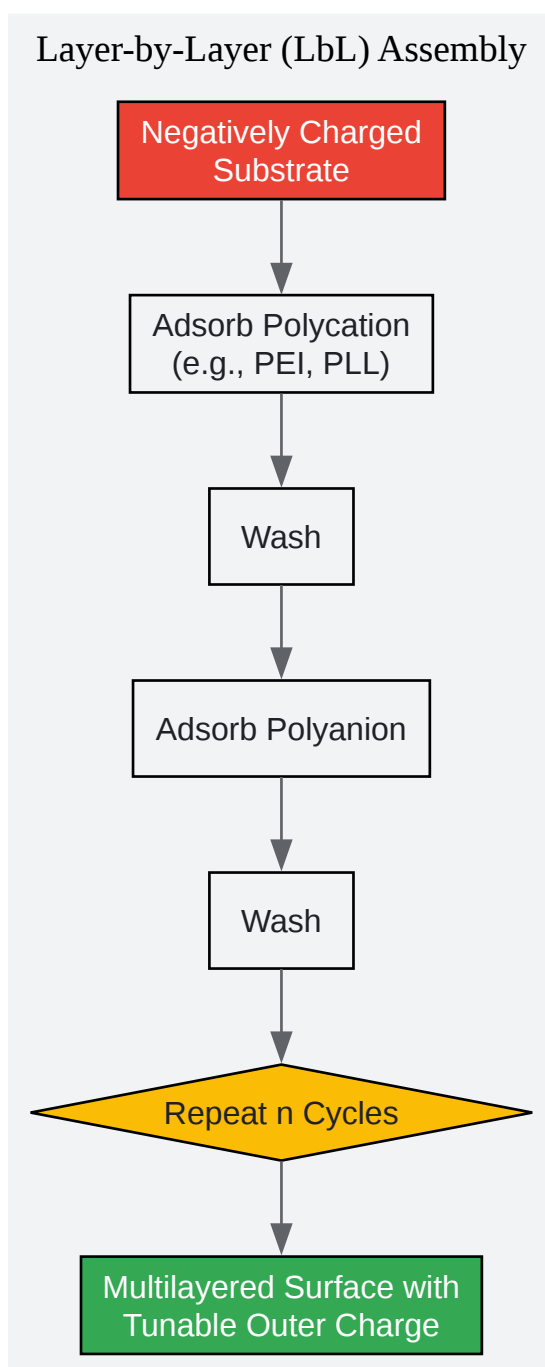 Layer-by-Layer (LbL) Assembly
Negatively Charged
Substrate
Adsorb Polycation
(e.g., PEI, PLL)
Wash
Adsorb Polyanion
Wash
Repeat n Cycles
Multilayered Surface with
Tunable Outer Charge